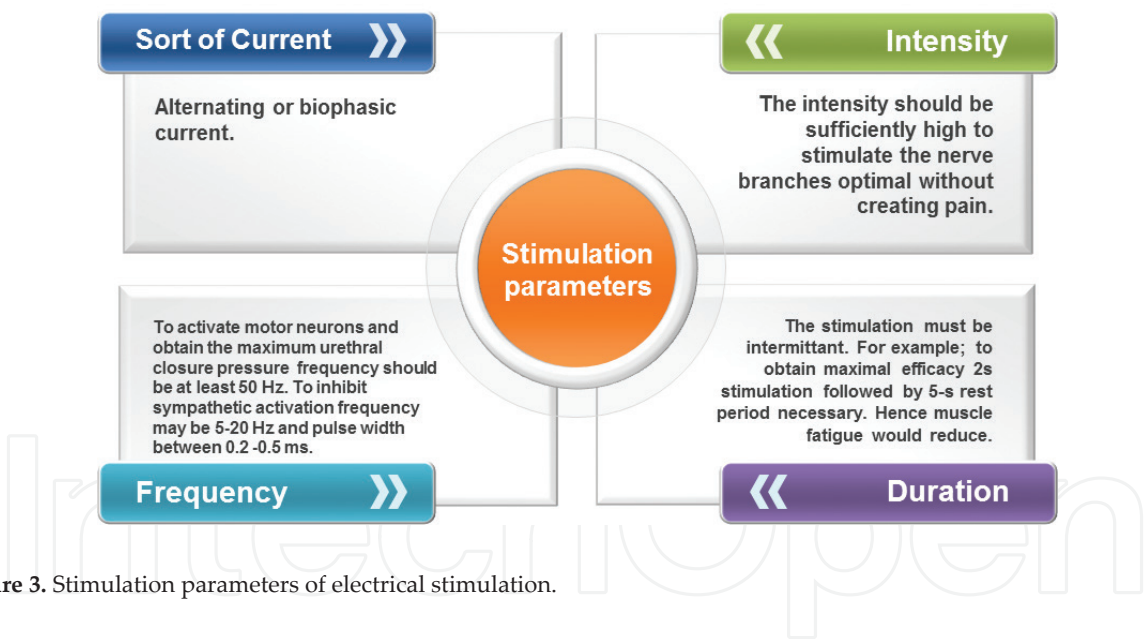 Sort of Current
Alternating or biophasic
current.
Intensity
The intensity should be
sufficiently high to
stimulate the nerve
branches optimal without
creating pain.
Stimulation
parameters
To activate motor neurons and
obtain the maximum urethral
closure pressure frequency should
be at least 50 Hz. To inhibit
sympathetic activation frequency
may be 5-20 Hz and pulse width
between 0.2 -0.5 ms.
Frequency
The stimulation must be
intermittant. For example; to
obtain maximal efficacy 2s
stimulation followed by 5-s rest
period necessary. Hence muscle
fatigue would reduce.
Duration
IntechOpen
re 3. Stimulation parameters of electrical stimulation.